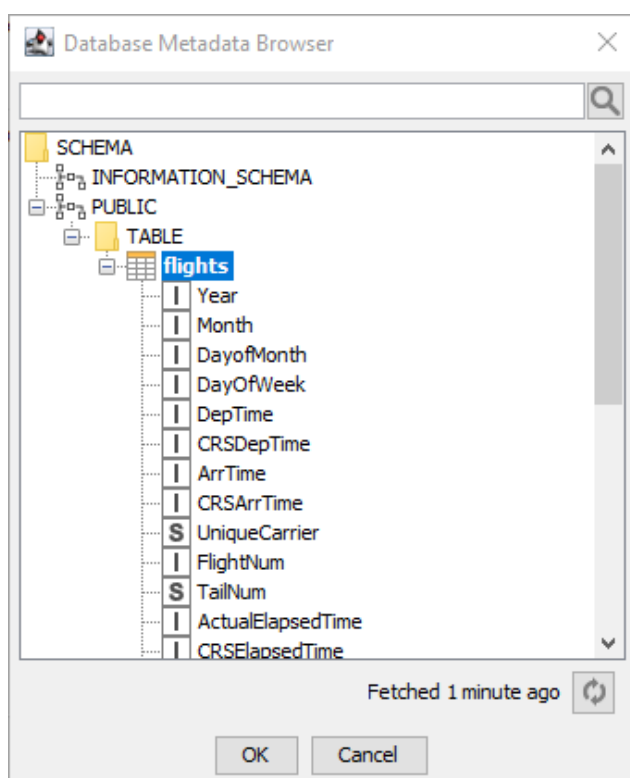 Database Metadata Browser
SCHEMA
INFORMATION_SCHEMA
PUBLIC
TABLE
flights
I Year
I Month
I DayofMonth
I DayOfWeek
I DepTime
I CRSDepTime
I ArrTime
I CRSArrTime
S UniqueCarrier
I FlightNum
S TailNum
I ActualElapsedTime
I CRSElapsedTime
Fetched 1 minute ago
OK Cancel